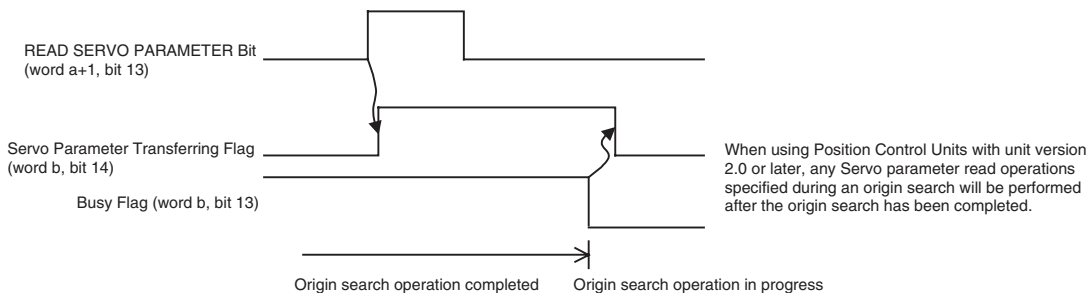 READ SERVO PARAMETER Bit
(word a+1, bit 13)
Servo Parameter Transferring Flag
(word b, bit 14)
Busy Flag (word b, bit 13)
When using Position Control Units with unit version
2.0 or later, any Servo parameter read operations
specified during an origin search will be performed
after the origin search has been completed.
Origin search operation completed
Origin search operation in progress